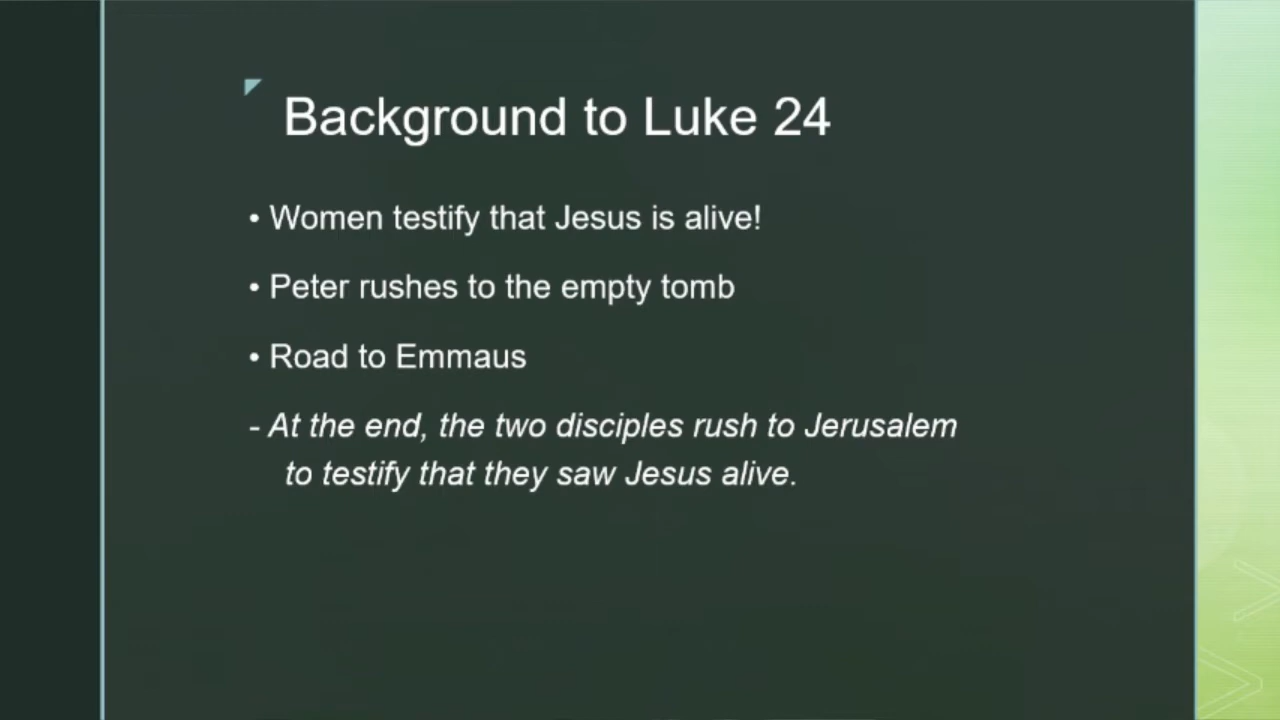 Background to Luke 24
• Women testify that Jesus is alive!
• Peter rushes to the empty tomb
• Road to Emmaus
- At the end, the two disciples rush to Jerusalem
to testify that they saw Jesus alive.